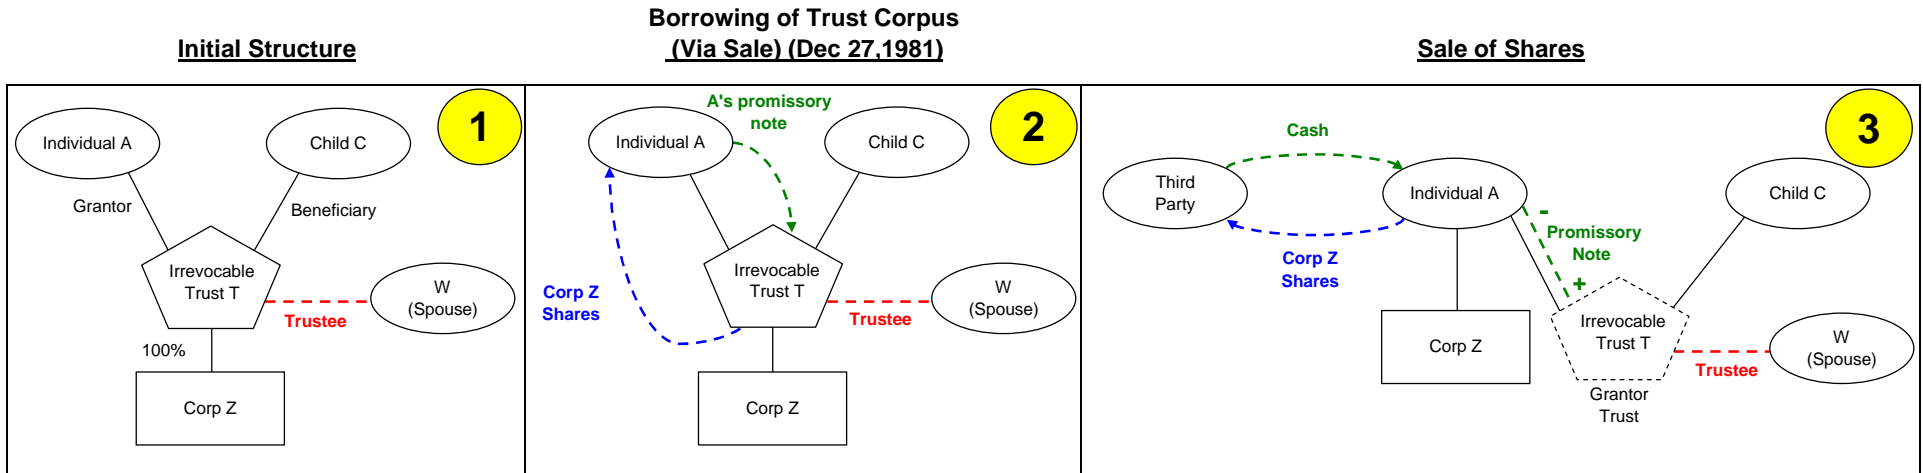 Initial Structure
Borrowing of Trust Corpus
(Via Sale) (Dec 27,1981)
Sale of Shares
1
Individual A
Child C
Grantor
Beneficiary
Irrevocable
Trust T
W
(Spouse)
Trustee
100%
Corp Z
2
A's promissory
note
Individual A
Child C
Irrevocable
Trust T
Corp Z
Shares
W
(Spouse)
Trustee
Corp Z
3
Cash
Third
Party
Individual A
Child C
-
Promissory
Note
+
Corp Z
Shares
Irrevocable
Trust T
W
(Spouse)
Trustee
Corp Z
Grantor
Trust